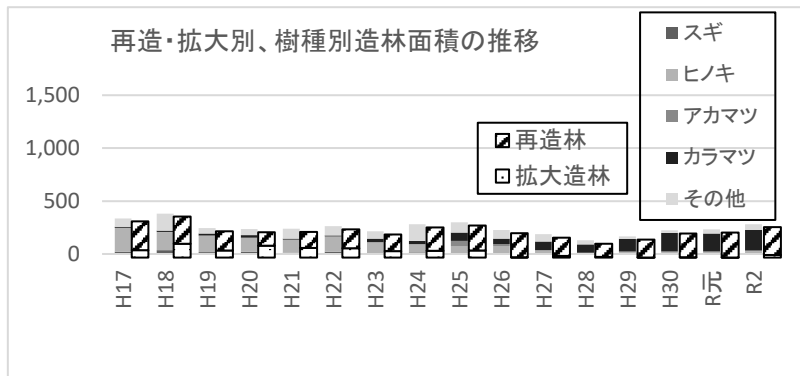 再造・拡大別、樹種別造林面積の推移
スギ
ヒノキ
アカマツ
カラマツ
その他
再造林
拡大造林
1,500
1,000
500
0
H17
H18
H19
H20
H21
H22
H23
H24
H25
H26
H27
H28
H29
H30
R元
R2